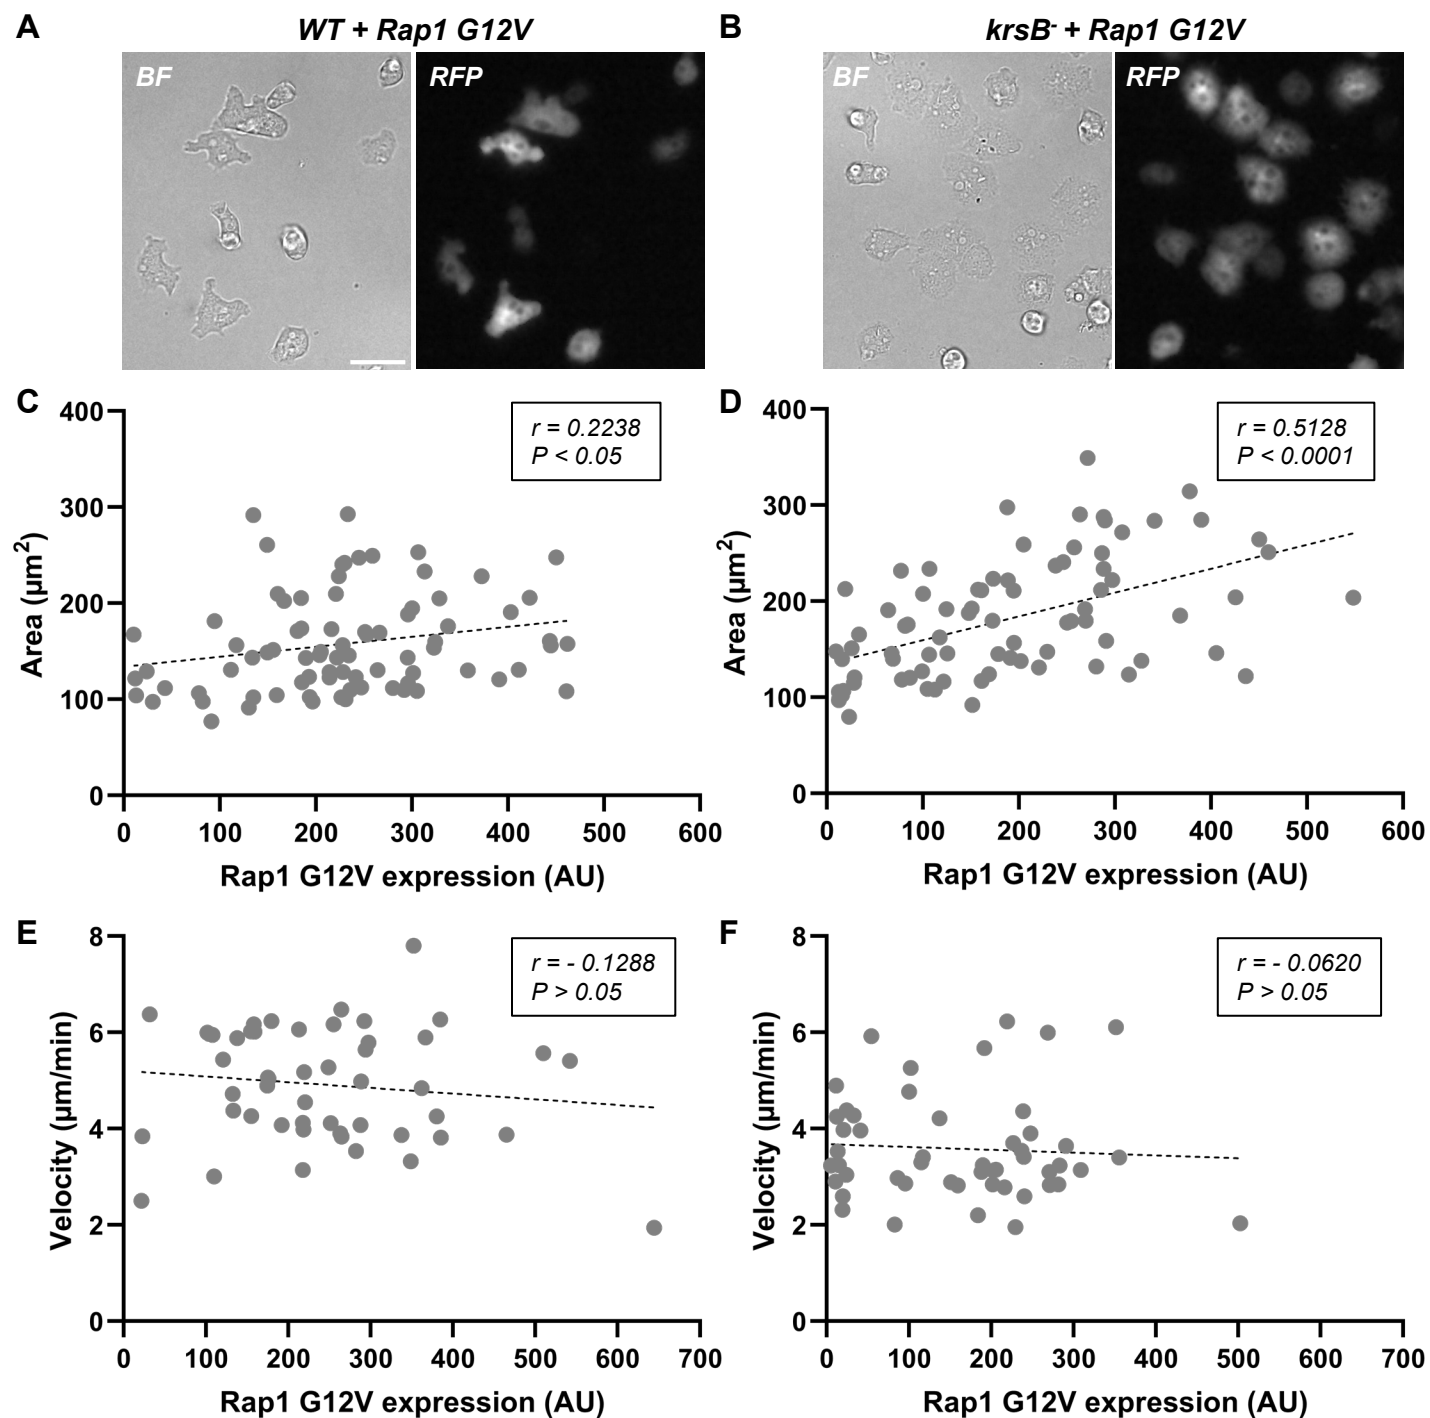 A
WT + Rap1 G12V
B
krsB- + Rap1 G12V
BF
RFP
BF
RFP
C
400
300
200
100
0
Area (µm²)
r = 0.2238
P < 0.05
0 100 200 300 400 500 600
Rap1 G12V expression (AU)
D
400
300
200
100
0
Area (µm²)
r = 0.5128
P < 0.0001
0 100 200 300 400 500 600
Rap1 G12V expression (AU)
E
8
6
4
2
0
Velocity (µm/min)
r = - 0.1288
P > 0.05
0 100 200 300 400 500 600 700
Rap1 G12V expression (AU)
F
8
6
4
2
0
Velocity (µm/min)
r = - 0.0620
P > 0.05
0 100 200 300 400 500 600 700
Rap1 G12V expression (AU)